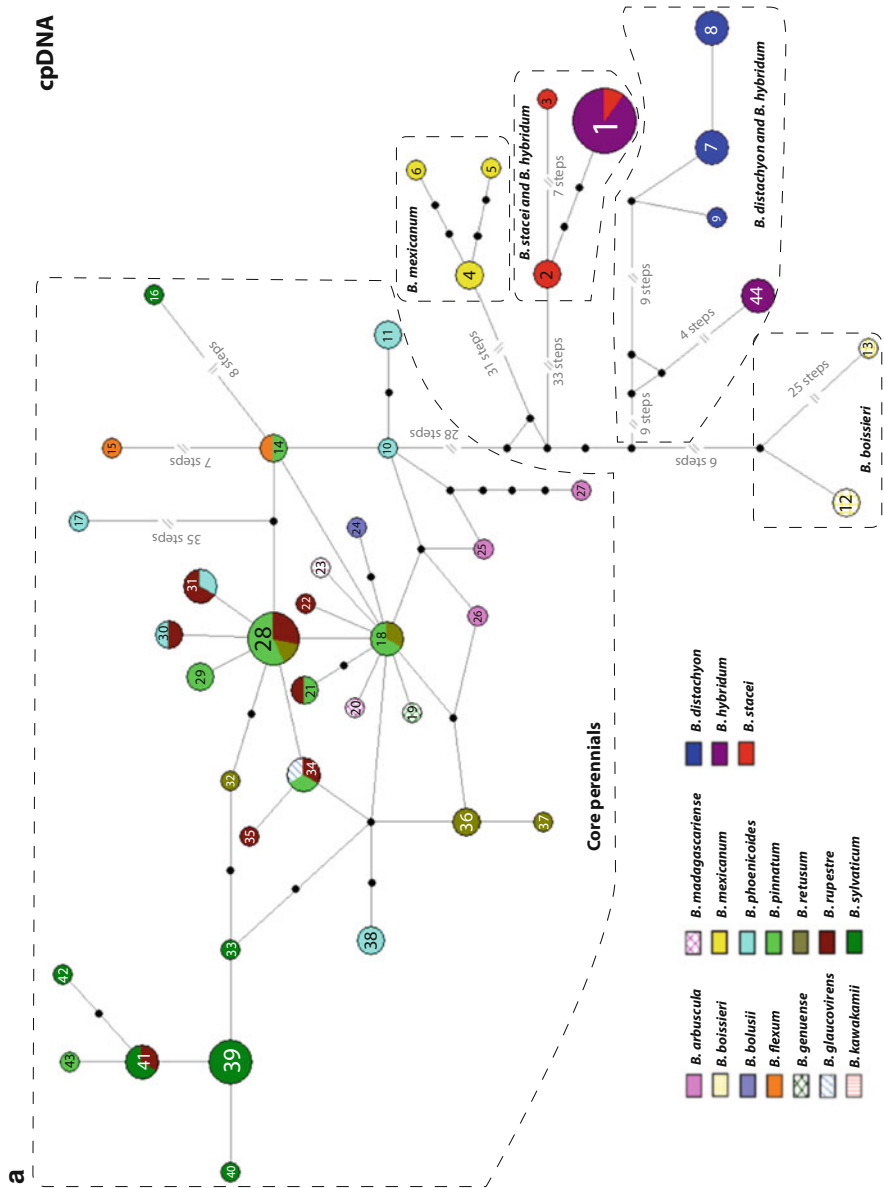 a
cpDNA
42
43
41
39
40
33
32
34
35
28
29
30
31
17
15
14
16
8 steps
7 steps
35 steps
10
11
28 steps
27
25
26
24
23
22
18
21
20
19
36
37
38
Core perennials
6
5
4
B. mexicanum
31 steps
3
1
2
7 steps
B. stacei and B. hybridum
33 steps
8
7
9
9 steps
44
4 steps
9 steps
B. distachyon and B. hybridum
6 steps
13
12
25 steps
B. boissieri
B. arbuscula
B. boissieri
B. bolusii
B. flexum
B. genuense
B. glaucovirens
B. kawakamii
B. madagascariense
B. mexicanum
B. phoenicoides
B. pinnatum
B. retusum
B. rupestre
B. sylvaticum
B. distachyon
B. hybridum
B. stacei